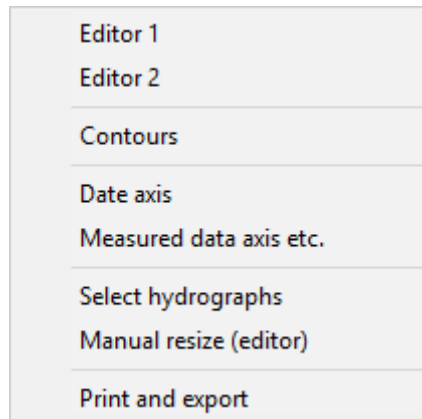 Editor 1
Editor 2
Contours
Date axis
Measured data axis etc.
Select hydrographs
Manual resize (editor)
Print and export